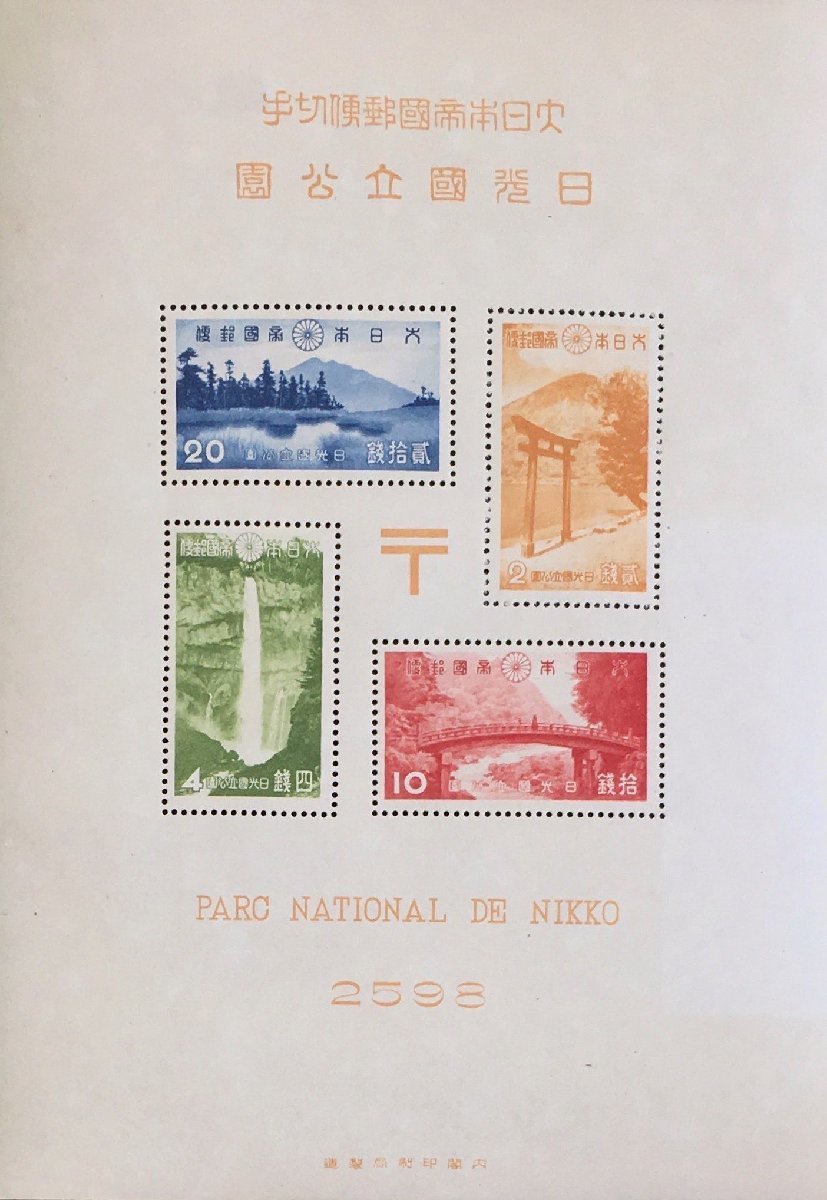 大日本帝國郵便切手
日光國立公園
大日本帝國郵便
20 貳拾錢
日光國立公園
大日本帝國郵便
2 貳錢
日光國立公園
〒
大日本帝國郵便
4 四錢
日光國立公園
大日本帝國郵便
10 拾錢
日光國立公園
PARC NATIONAL DE NIKKO
2598
內閣印刷局製造